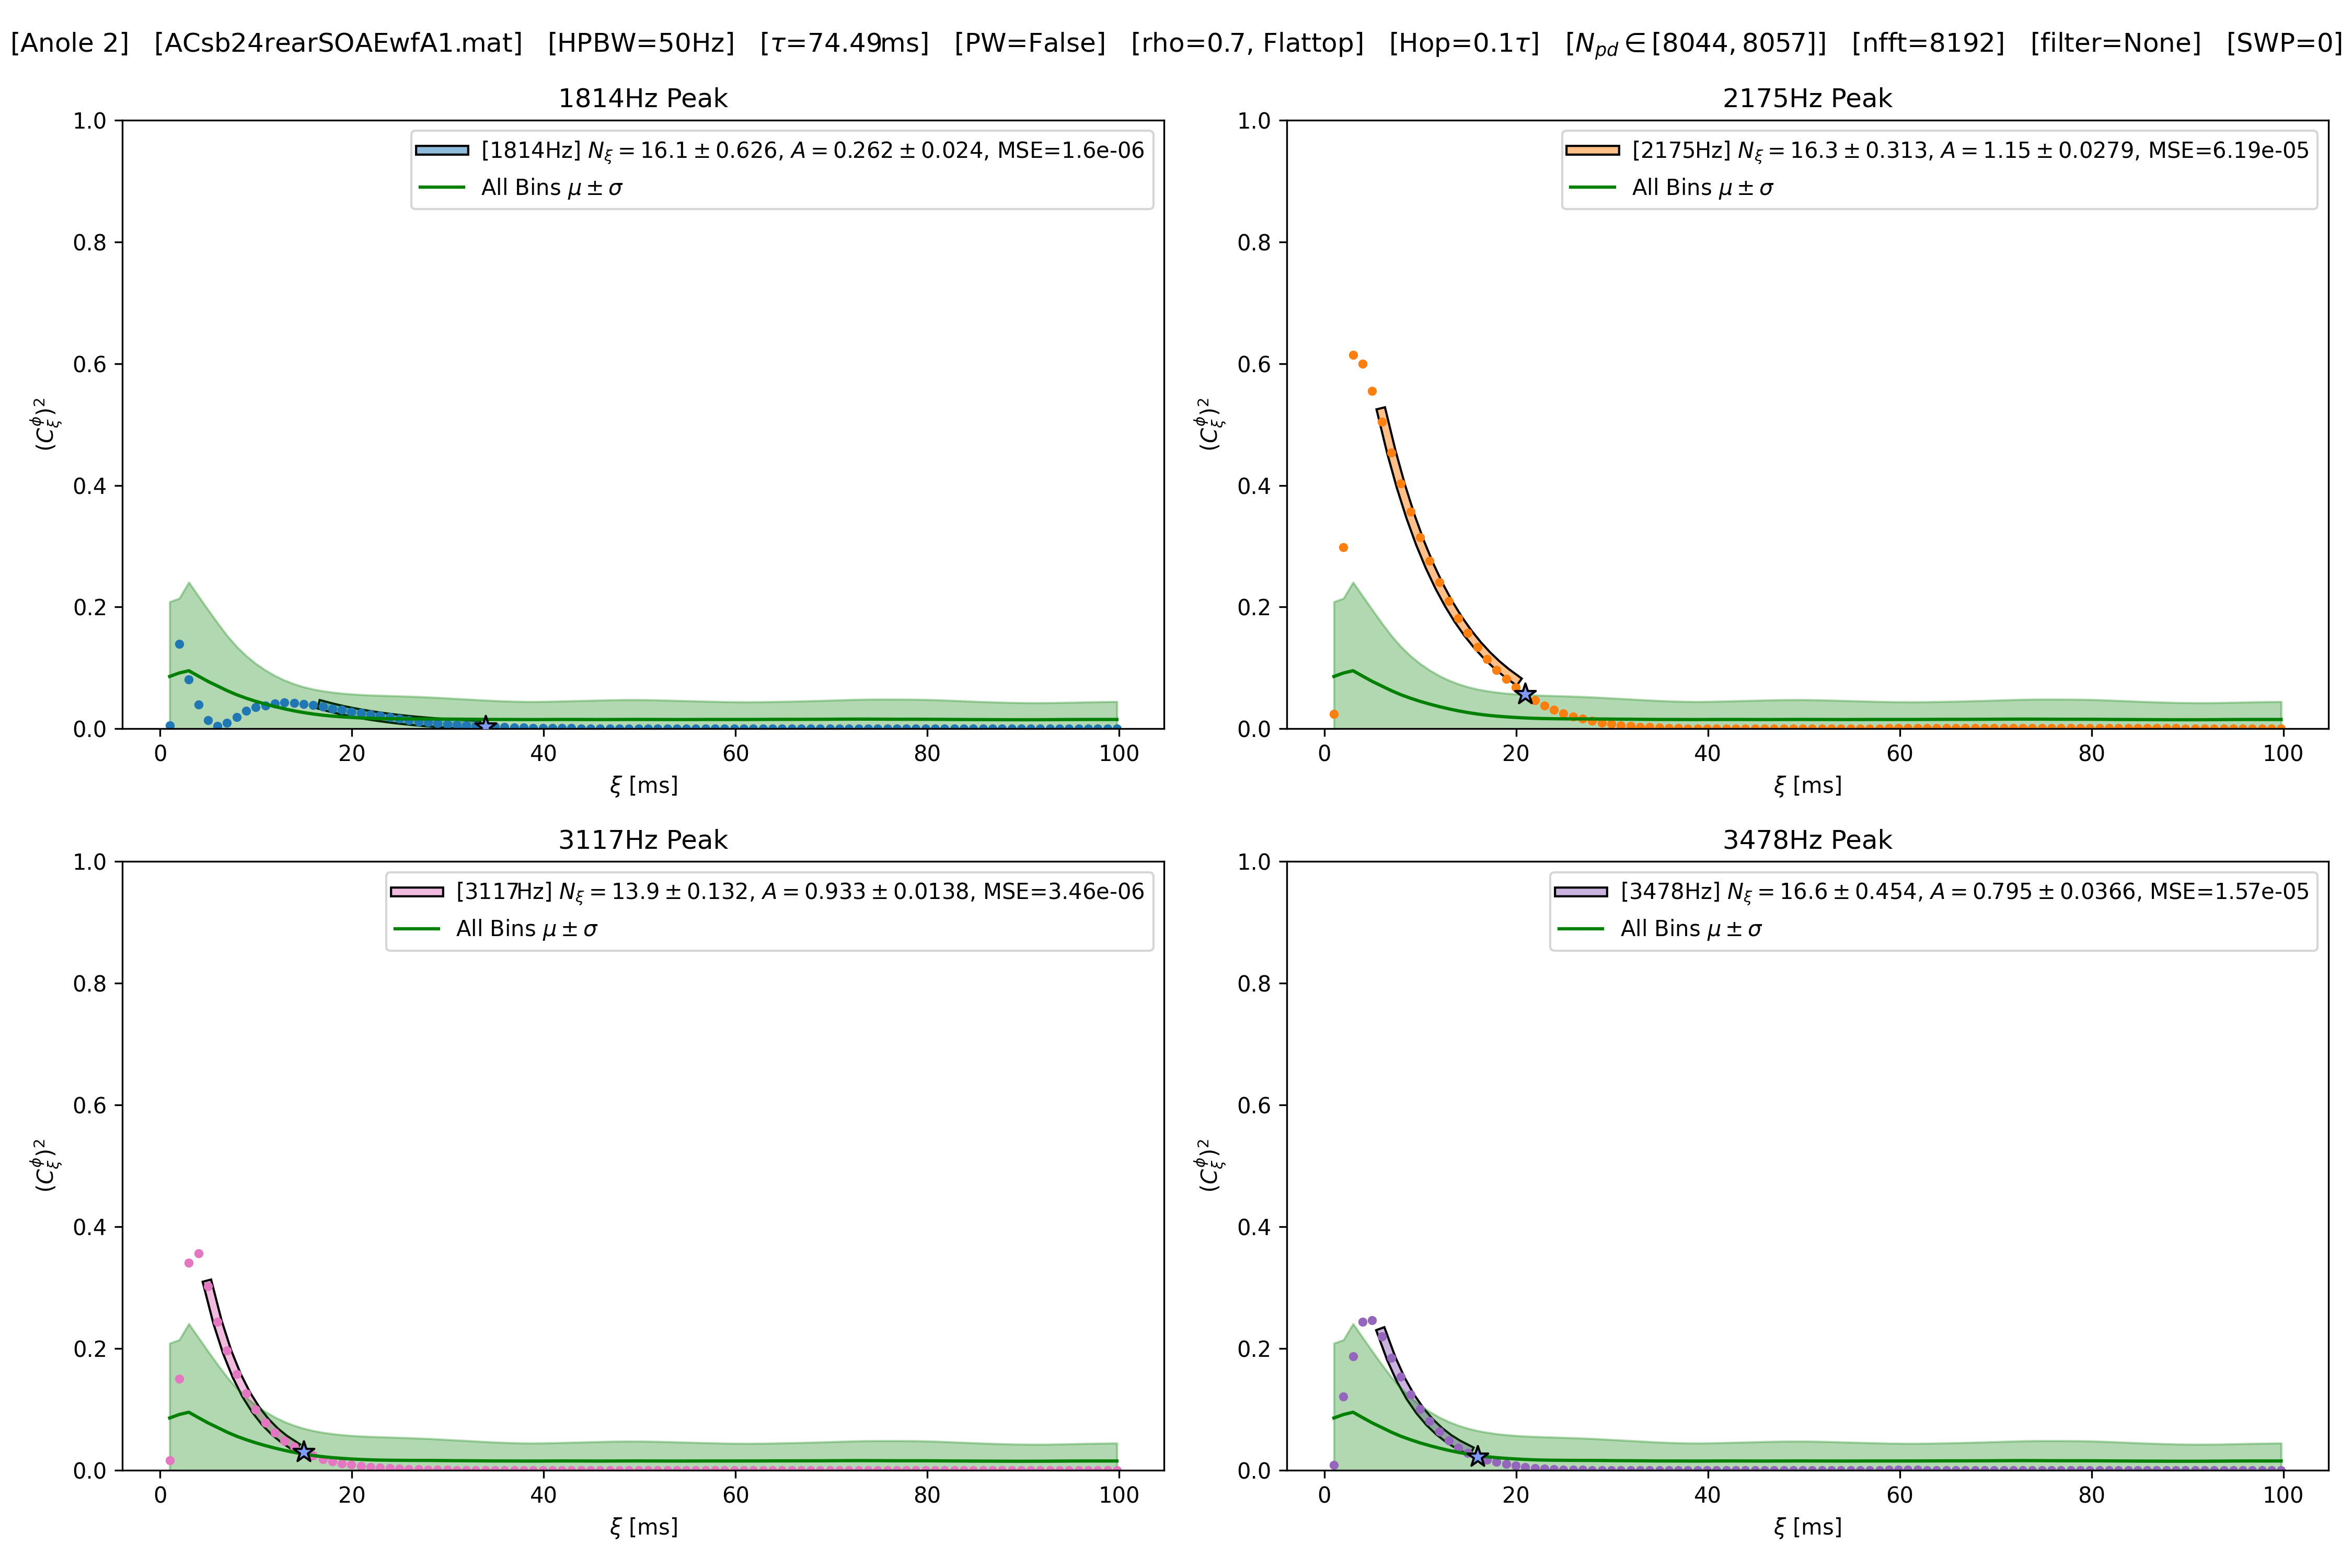 [Anole 2] [ACsb24rearSOAEwfA1.mat] [HPBW=50Hz] [τ=74.49ms] [PW=False] [rho=0.7, Flattop] [Hop=0.1τ] [N_pd ∈ [8044, 8057]] [nfft=8192] [filter=None] [SWP=0]
1814Hz Peak
[1814Hz] N_ξ = 16.1 ± 0.626, A = 0.262 ± 0.024, MSE=1.6e-06
All Bins μ ± σ
1.0
0.8
0.6
0.4
0.2
0.0
(C_ξ^ϕ)^2
0 20 40 60 80 100
ξ [ms]
2175Hz Peak
[2175Hz] N_ξ = 16.3 ± 0.313, A = 1.15 ± 0.0279, MSE=6.19e-05
All Bins μ ± σ
1.0
0.8
0.6
0.4
0.2
0.0
(C_ξ^ϕ)^2
0 20 40 60 80 100
ξ [ms]
3117Hz Peak
[3117Hz] N_ξ = 13.9 ± 0.132, A = 0.933 ± 0.0138, MSE=3.46e-06
All Bins μ ± σ
1.0
0.8
0.6
0.4
0.2
0.0
(C_ξ^ϕ)^2
0 20 40 60 80 100
ξ [ms]
3478Hz Peak
[3478Hz] N_ξ = 16.6 ± 0.454, A = 0.795 ± 0.0366, MSE=1.57e-05
All Bins μ ± σ
1.0
0.8
0.6
0.4
0.2
0.0
(C_ξ^ϕ)^2
0 20 40 60 80 100
ξ [ms]